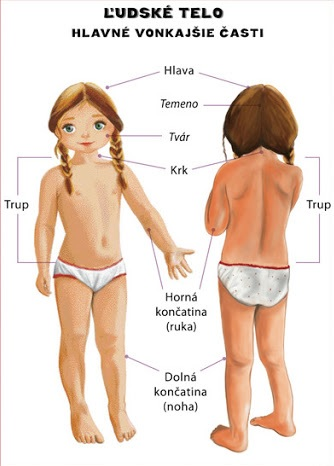 ĽUDSKÉ TELO
HLAVNÉ VONKAJŠIE ČASTI
Hlava
Temeno
Tvár
Krk
Trup
Trup
Horná
končatina
(ruka)
Dolná
končatina
(noha)